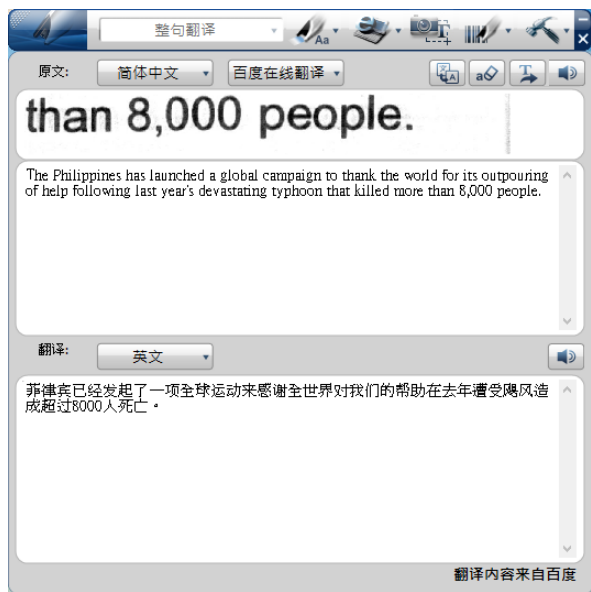 整句翻译
Aa
原文:
简体中文
百度在线翻译
than 8,000 people.
The Philippines has launched a global campaign to thank the world for its outpouring
of help following last year's devastating typhoon that killed more than 8,000 people.
翻译:
英文
菲律宾已经发起了一项全球运动来感谢全世界对我们的帮助在去年遭受飓风造
成超过8000人死亡。
翻译内容来自百度